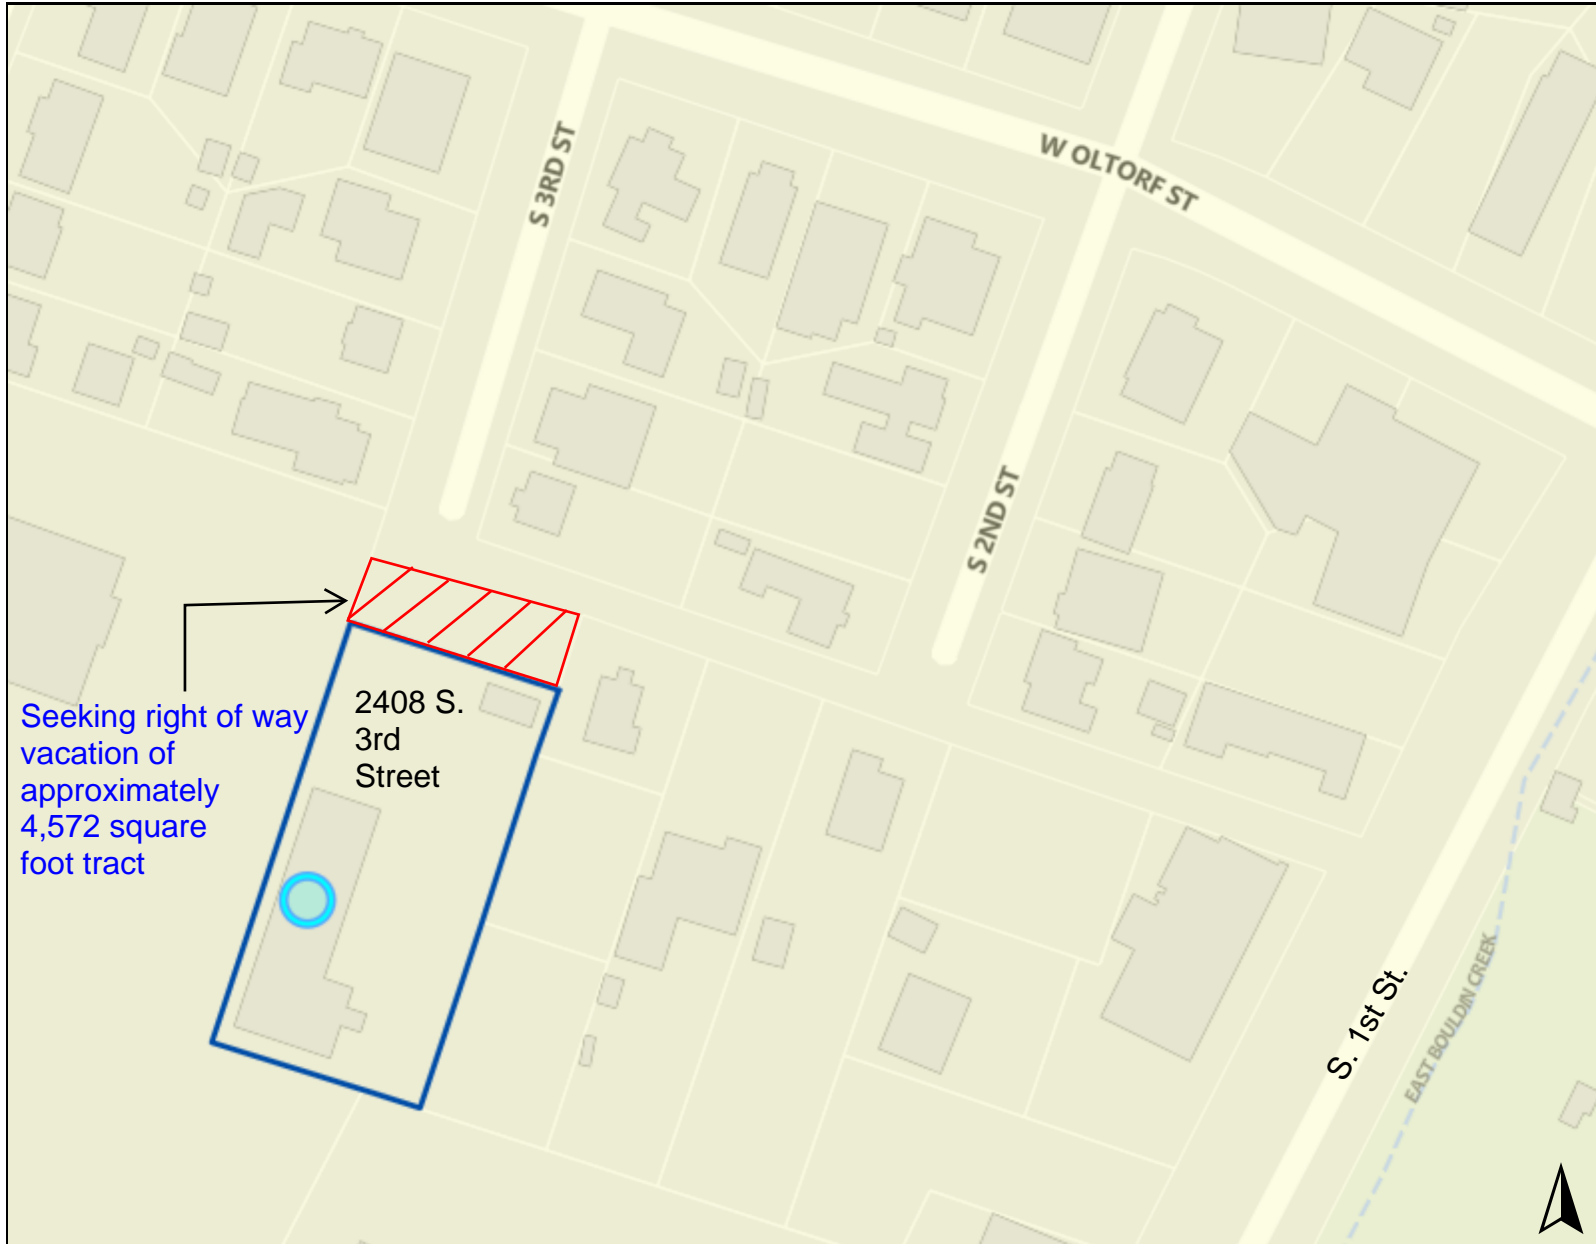 S 3RD ST
W OLTORF ST
S 2ND ST
Seeking right of way
vacation of
approximately
4,572 square
foot tract
2408 S.
3rd
Street
S. 1st St.
EAST BOULDIN CREEK